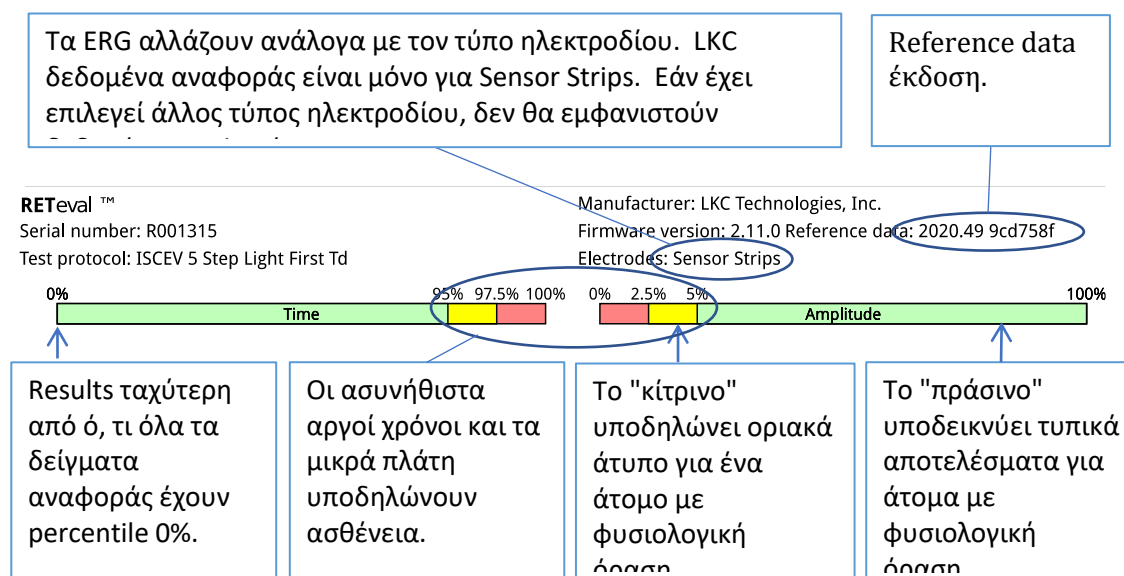 Τα ERG αλλάζουν ανάλογα με τον τύπο ηλεκτροδίου. LKC
δεδομένα αναφοράς είναι μόνο για Sensor Strips. Εάν έχει
επιλεγεί άλλος τύπος ηλεκτροδίου, δεν θα εμφανιστούν
Reference data
έκδοση.
RETeval ™
Serial number: R001315
Test protocol: ISCEV 5 Step Light First Td
Manufacturer: LKC Technologies, Inc.
Firmware version: 2.11.0 Reference data: 2020.49 9cd758f
Electrodes: Sensor Strips
0% 95% 97.5% 100%
Time
0% 2.5% 5% 100%
Amplitude
Results ταχύτερη
από ό, τι όλα τα
δείγματα
αναφοράς έχουν
percentile 0%.
Οι ασυνήθιστα
αργοί χρόνοι και τα
μικρά πλάτη
υποδηλώνουν
ασθένεια.
Το "κίτρινο"
υποδηλώνει οριακά
άτυπο για ένα
άτομο με
φυσιολογική
όραση
Το "πράσινο"
υποδεικνύει τυπικά
αποτελέσματα για
άτομα με
φυσιολογική
όραση